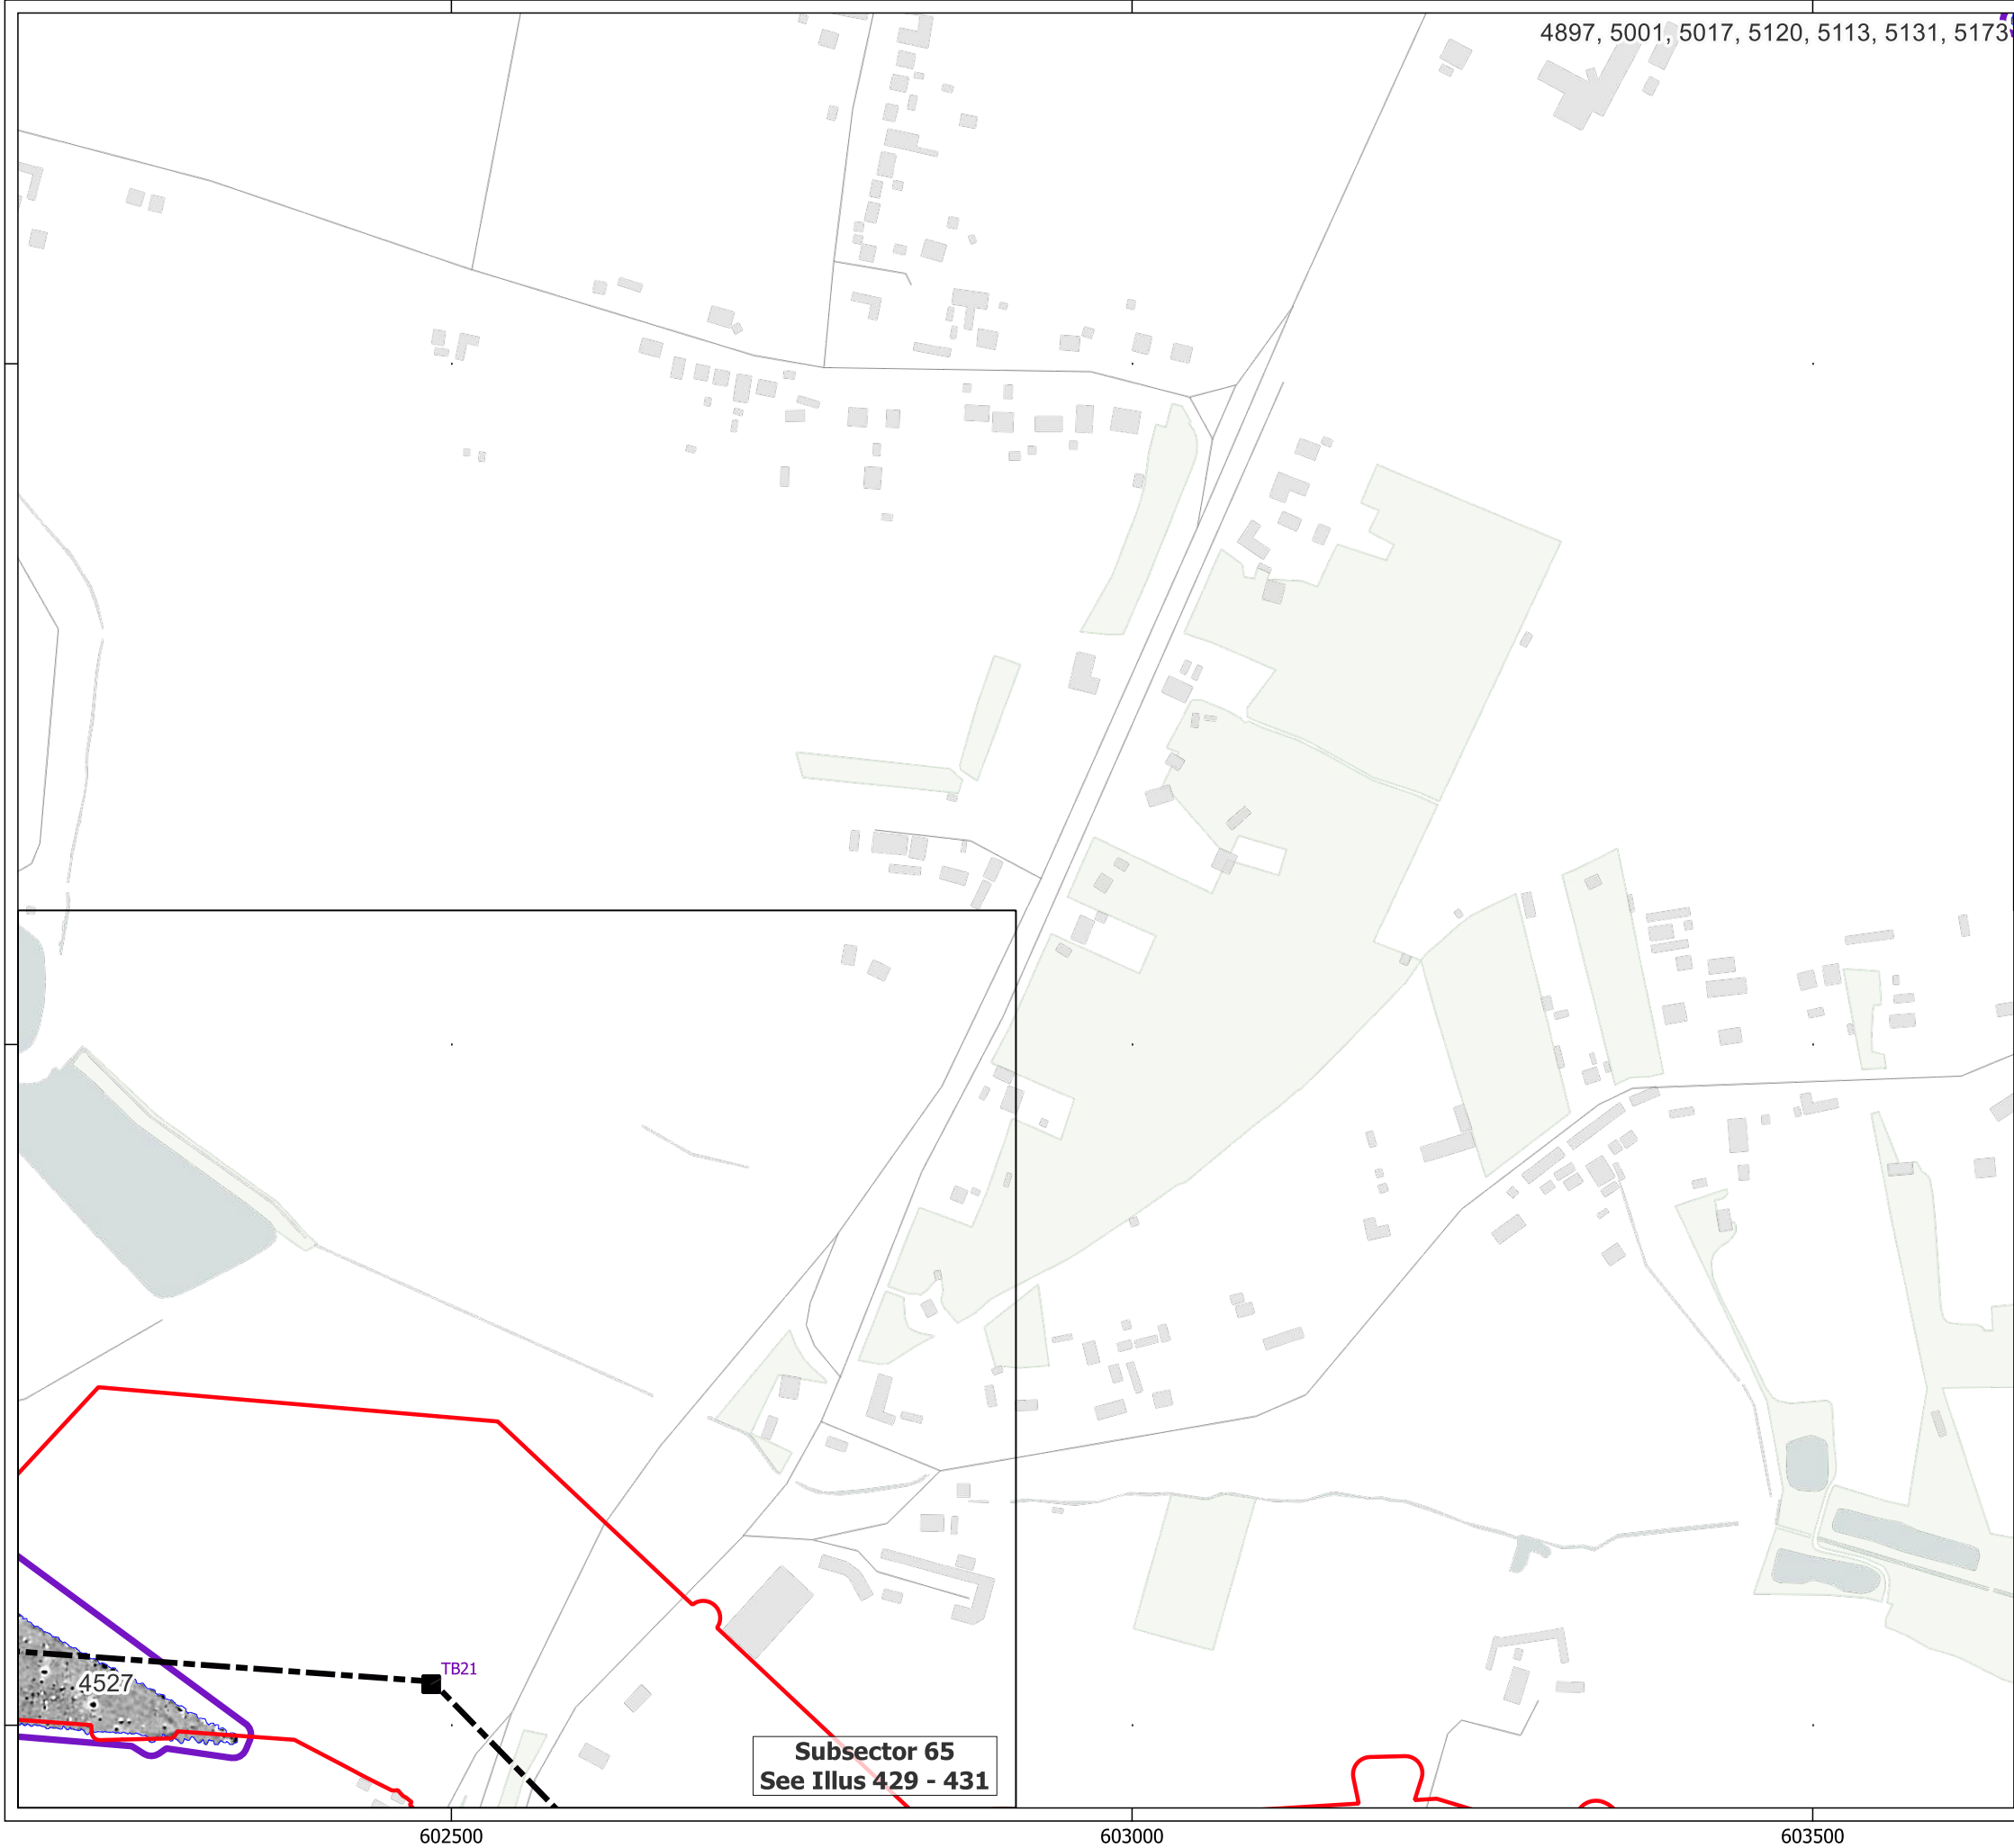 4897, 5001, 5017, 5120, 5113, 5131, 5173
TB21
4527
Subsector 65
See Illus 429 - 431
602500
603000
603500